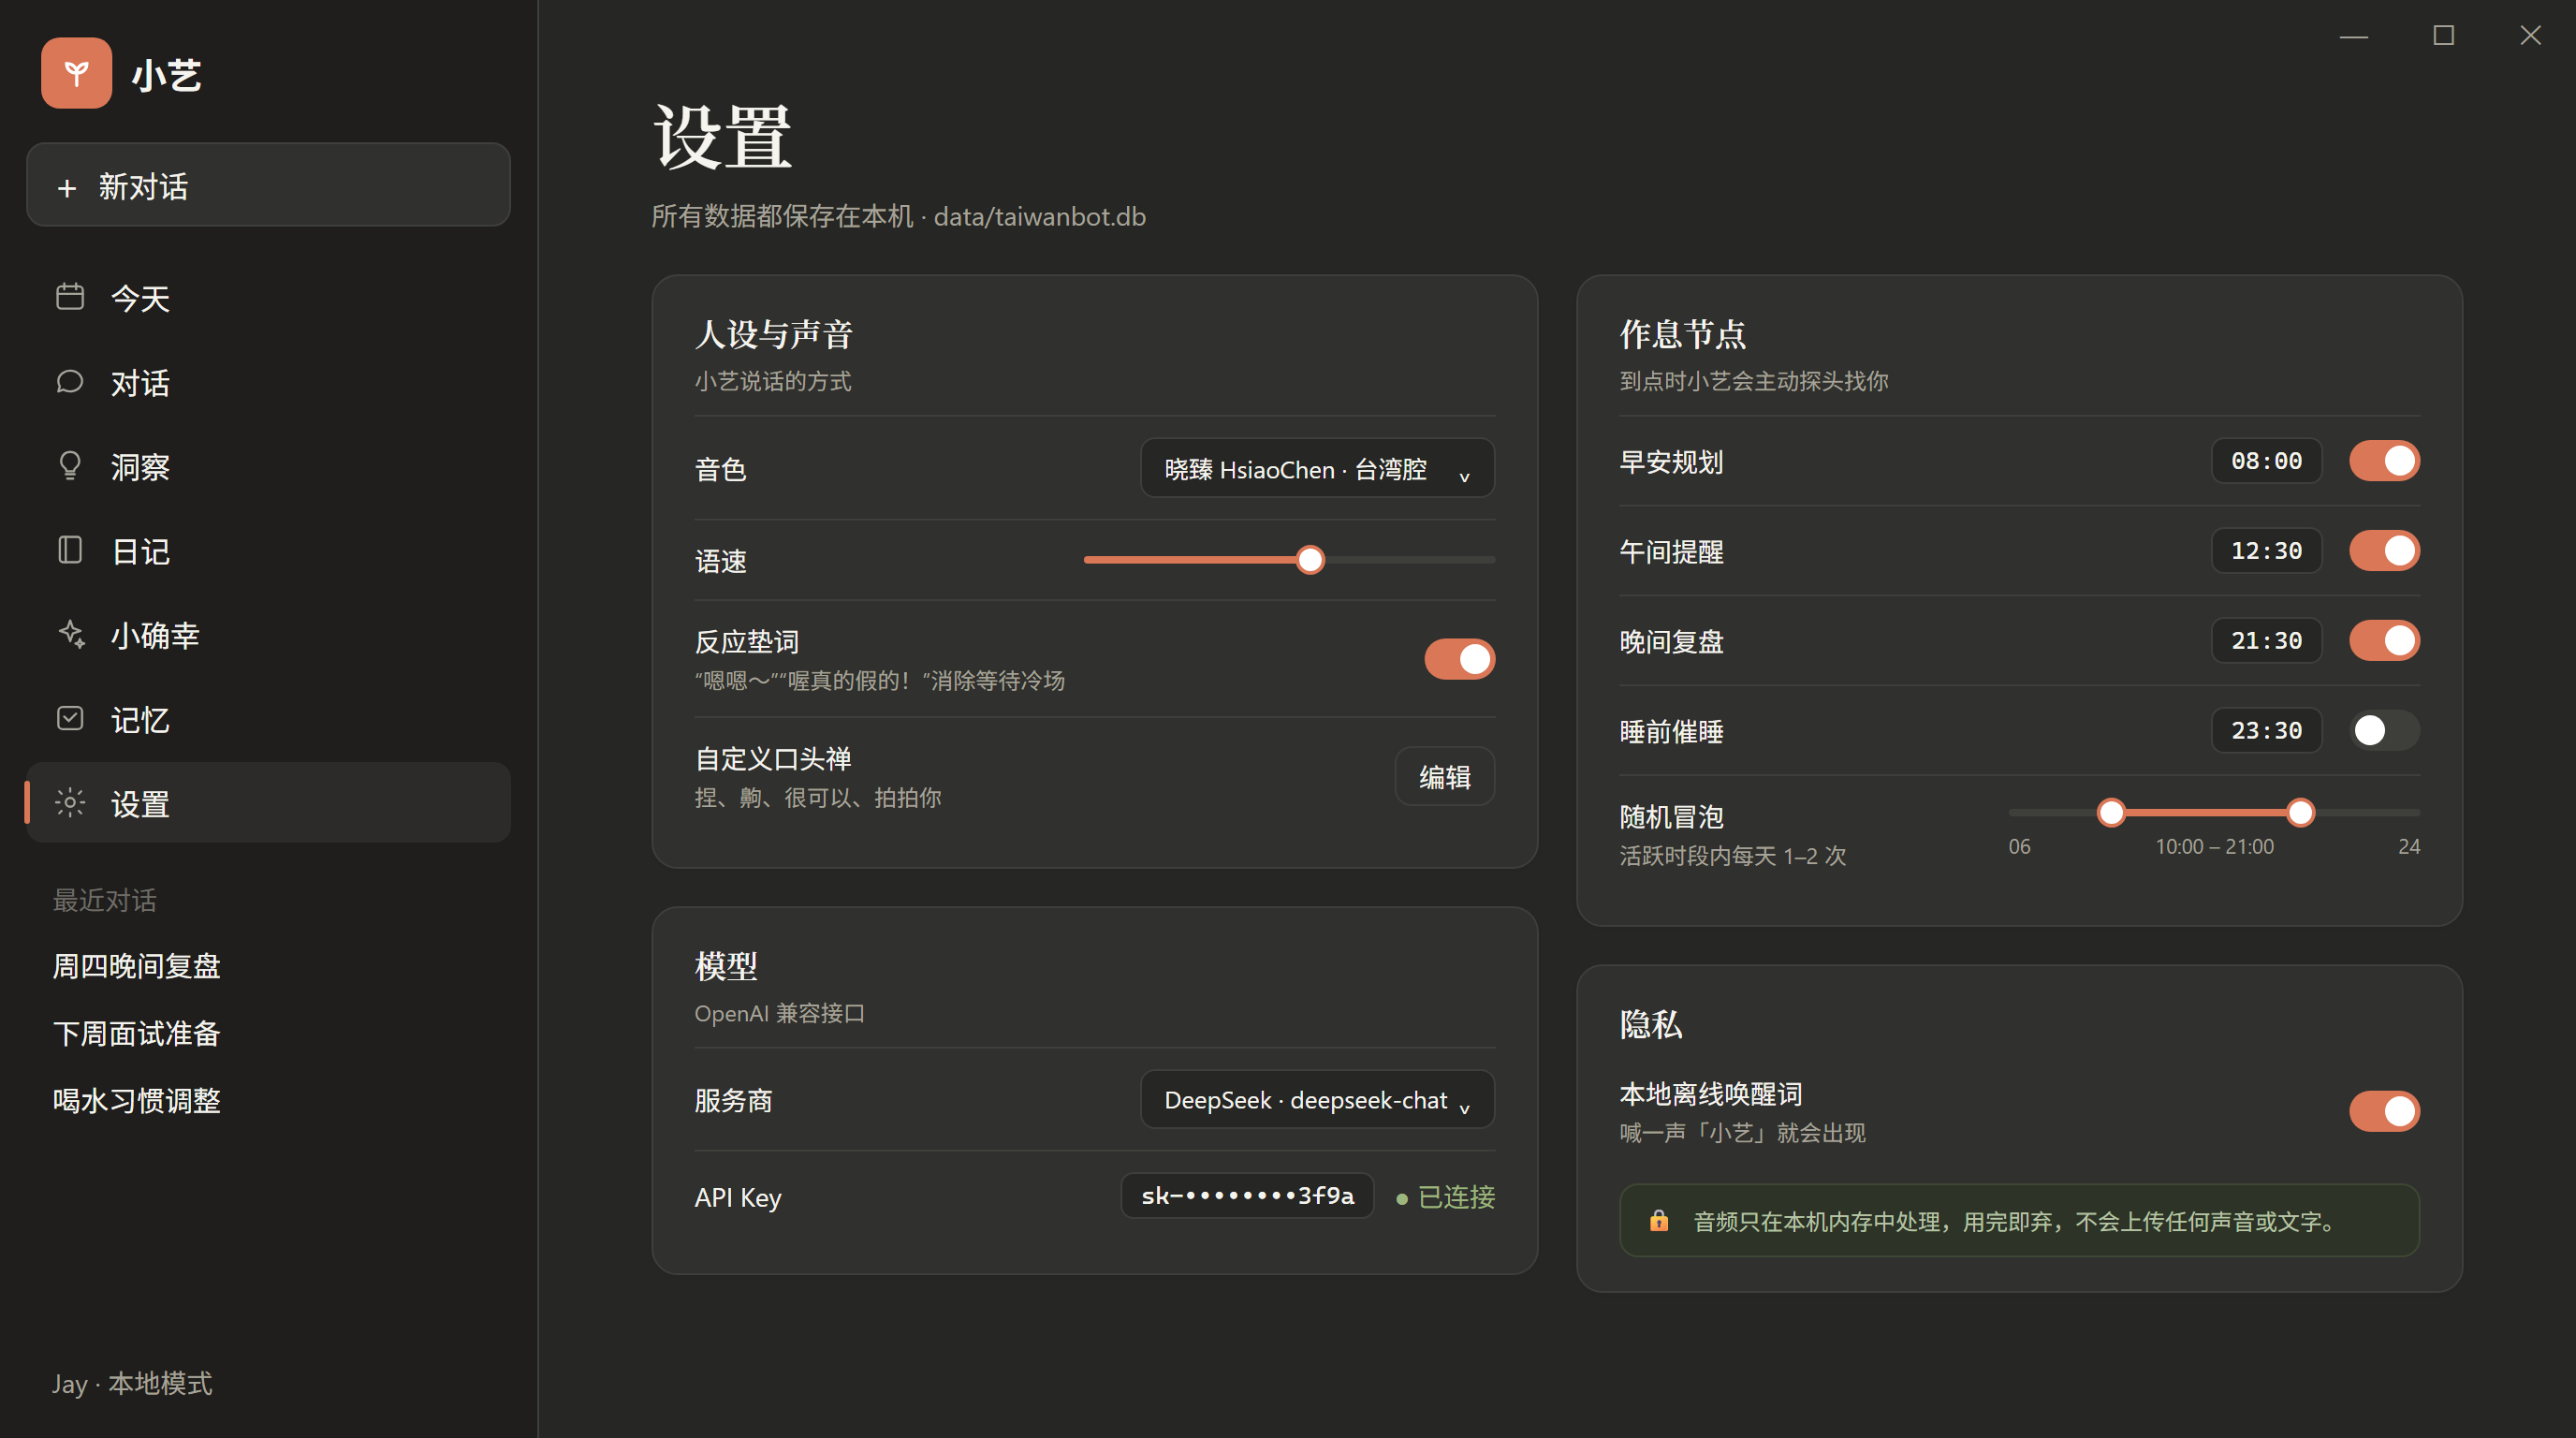 小艺
+ 新对话
今天
对话
洞察
日记
小确幸
记忆
设置
最近对话
周四晚间复盘
下周面试准备
喝水习惯调整
Jay · 本地模式
设置
所有数据都保存在本机 · data/taiwanbot.db
人设与声音
小艺说话的方式
音色
晓臻 HsiaoChen · 台湾腔
语速
反应垫词
“嗯嗯～”“喔真的假的！”消除等待冷场
自定义口头禅
捏、齁、很可以、拍拍你
编辑
模型
OpenAI 兼容接口
服务商
DeepSeek · deepseek-chat
API Key
sk-••••••••3f9a
已连接
作息节点
到点时小艺会主动探头找你
早安规划
08:00
午间提醒
12:30
晚间复盘
21:30
睡前催睡
23:30
随机冒泡
活跃时段内每天 1–2 次
06
10:00 – 21:00
24
隐私
本地离线唤醒词
喊一声「小艺」就会出现
音频只在本机内存中处理，用完即弃，不会上传任何声音或文字。